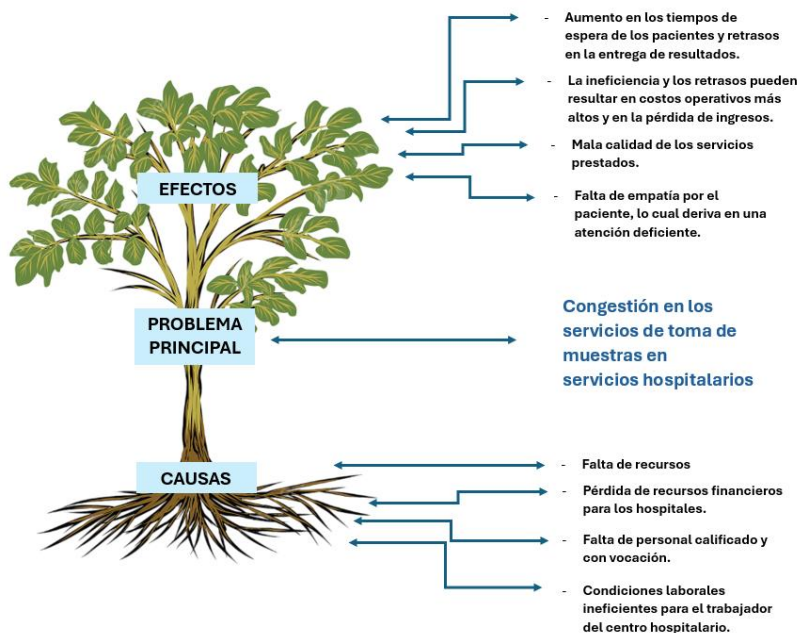 - Aumento en los tiempos de
espera de los pacientes y retrasos
en la entrega de resultados.
- La ineficiencia y los retrasos pueden
resultar en costos operativos más
altos y en la pérdida de ingresos.
- Mala calidad de los servicios
prestados.
EFECTOS
- Falta de empatía por el
paciente, lo cual deriva en una
atención deficiente.
PROBLEMA
PRINCIPAL
Congestión en los
servicios de toma de
muestras en
servicios hospitalarios
CAUSAS
- Falta de recursos
- Pérdida de recursos financieros
para los hospitales.
- Falta de personal calificado y
con vocación.
- Condiciones laborales
ineficientes para el trabajador
del centro hospitalario.